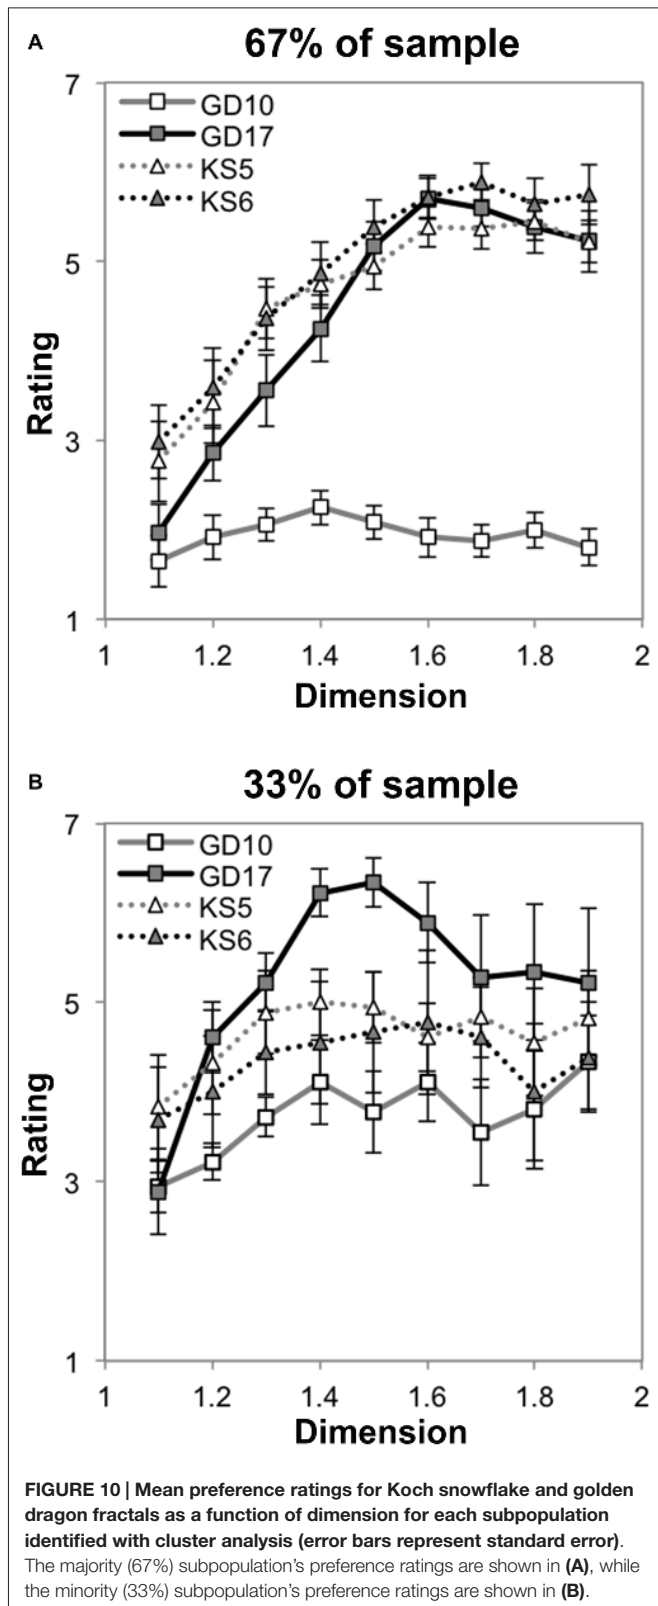 A
67% of sample
7
GD10
GD17
KS5
KS6
5
3
1
Rating
1
1.2
1.4
1.6
1.8
2
Dimension
B
33% of sample
7
GD10
GD17
KS5
KS6
5
3
1
Rating
1
1.2
1.4
1.6
1.8
2
Dimension
FIGURE 10 | Mean preference ratings for Koch snowflake and golden
dragon fractals as a function of dimension for each subpopulation
identified with cluster analysis (error bars represent standard error).
The majority (67%) subpopulation's preference ratings are shown in (A), while
the minority (33%) subpopulation's preference ratings are shown in (B).